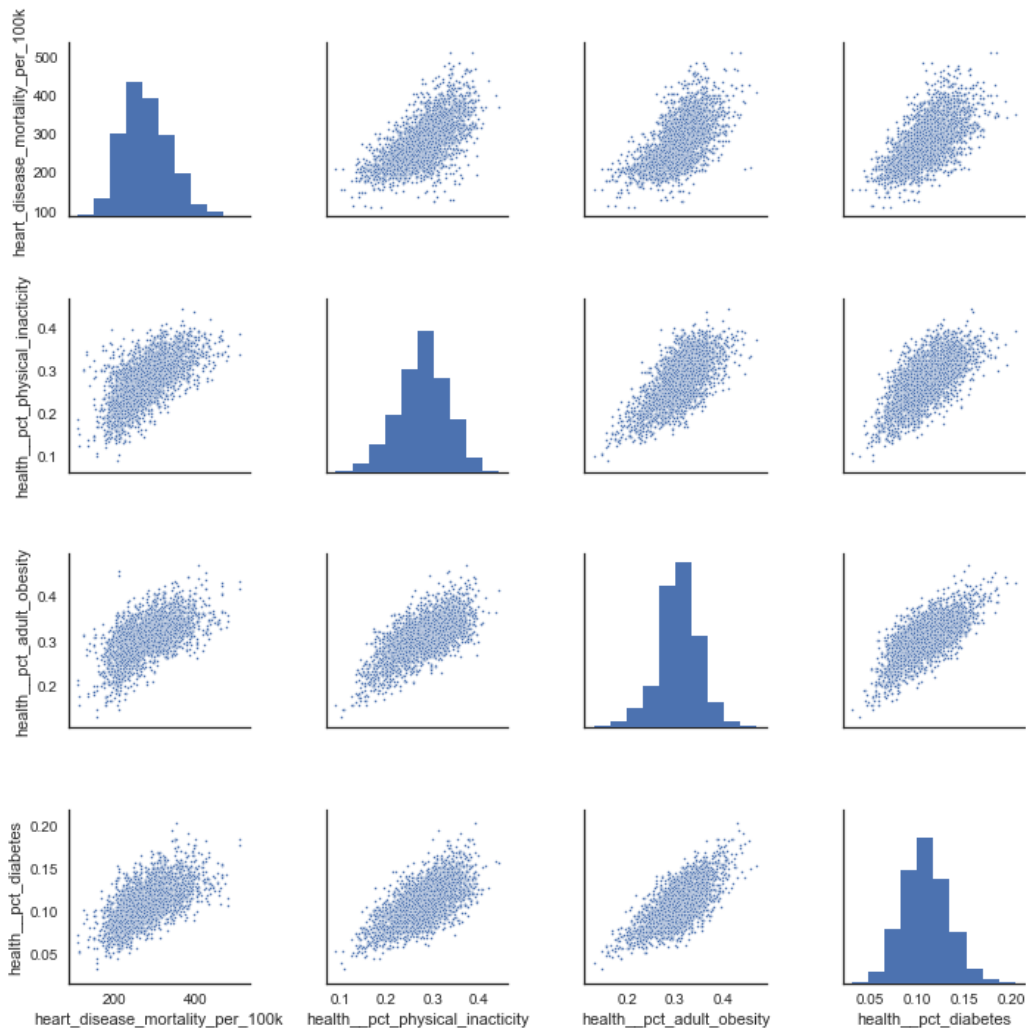 heart_disease_mortality_per_100k
500
400
300
200
100
health__pct_physical_inacticity
0.4
0.3
0.2
0.1
health__pct_adult_obesity
0.4
0.3
0.2
health__pct_diabetes
0.20
0.15
0.10
0.05
200 400
0.1 0.2 0.3 0.4
0.2 0.3 0.4
0.05 0.10 0.15 0.20
heart_disease_mortality_per_100k
health__pct_physical_inacticity
health__pct_adult_obesity
health__pct_diabetes